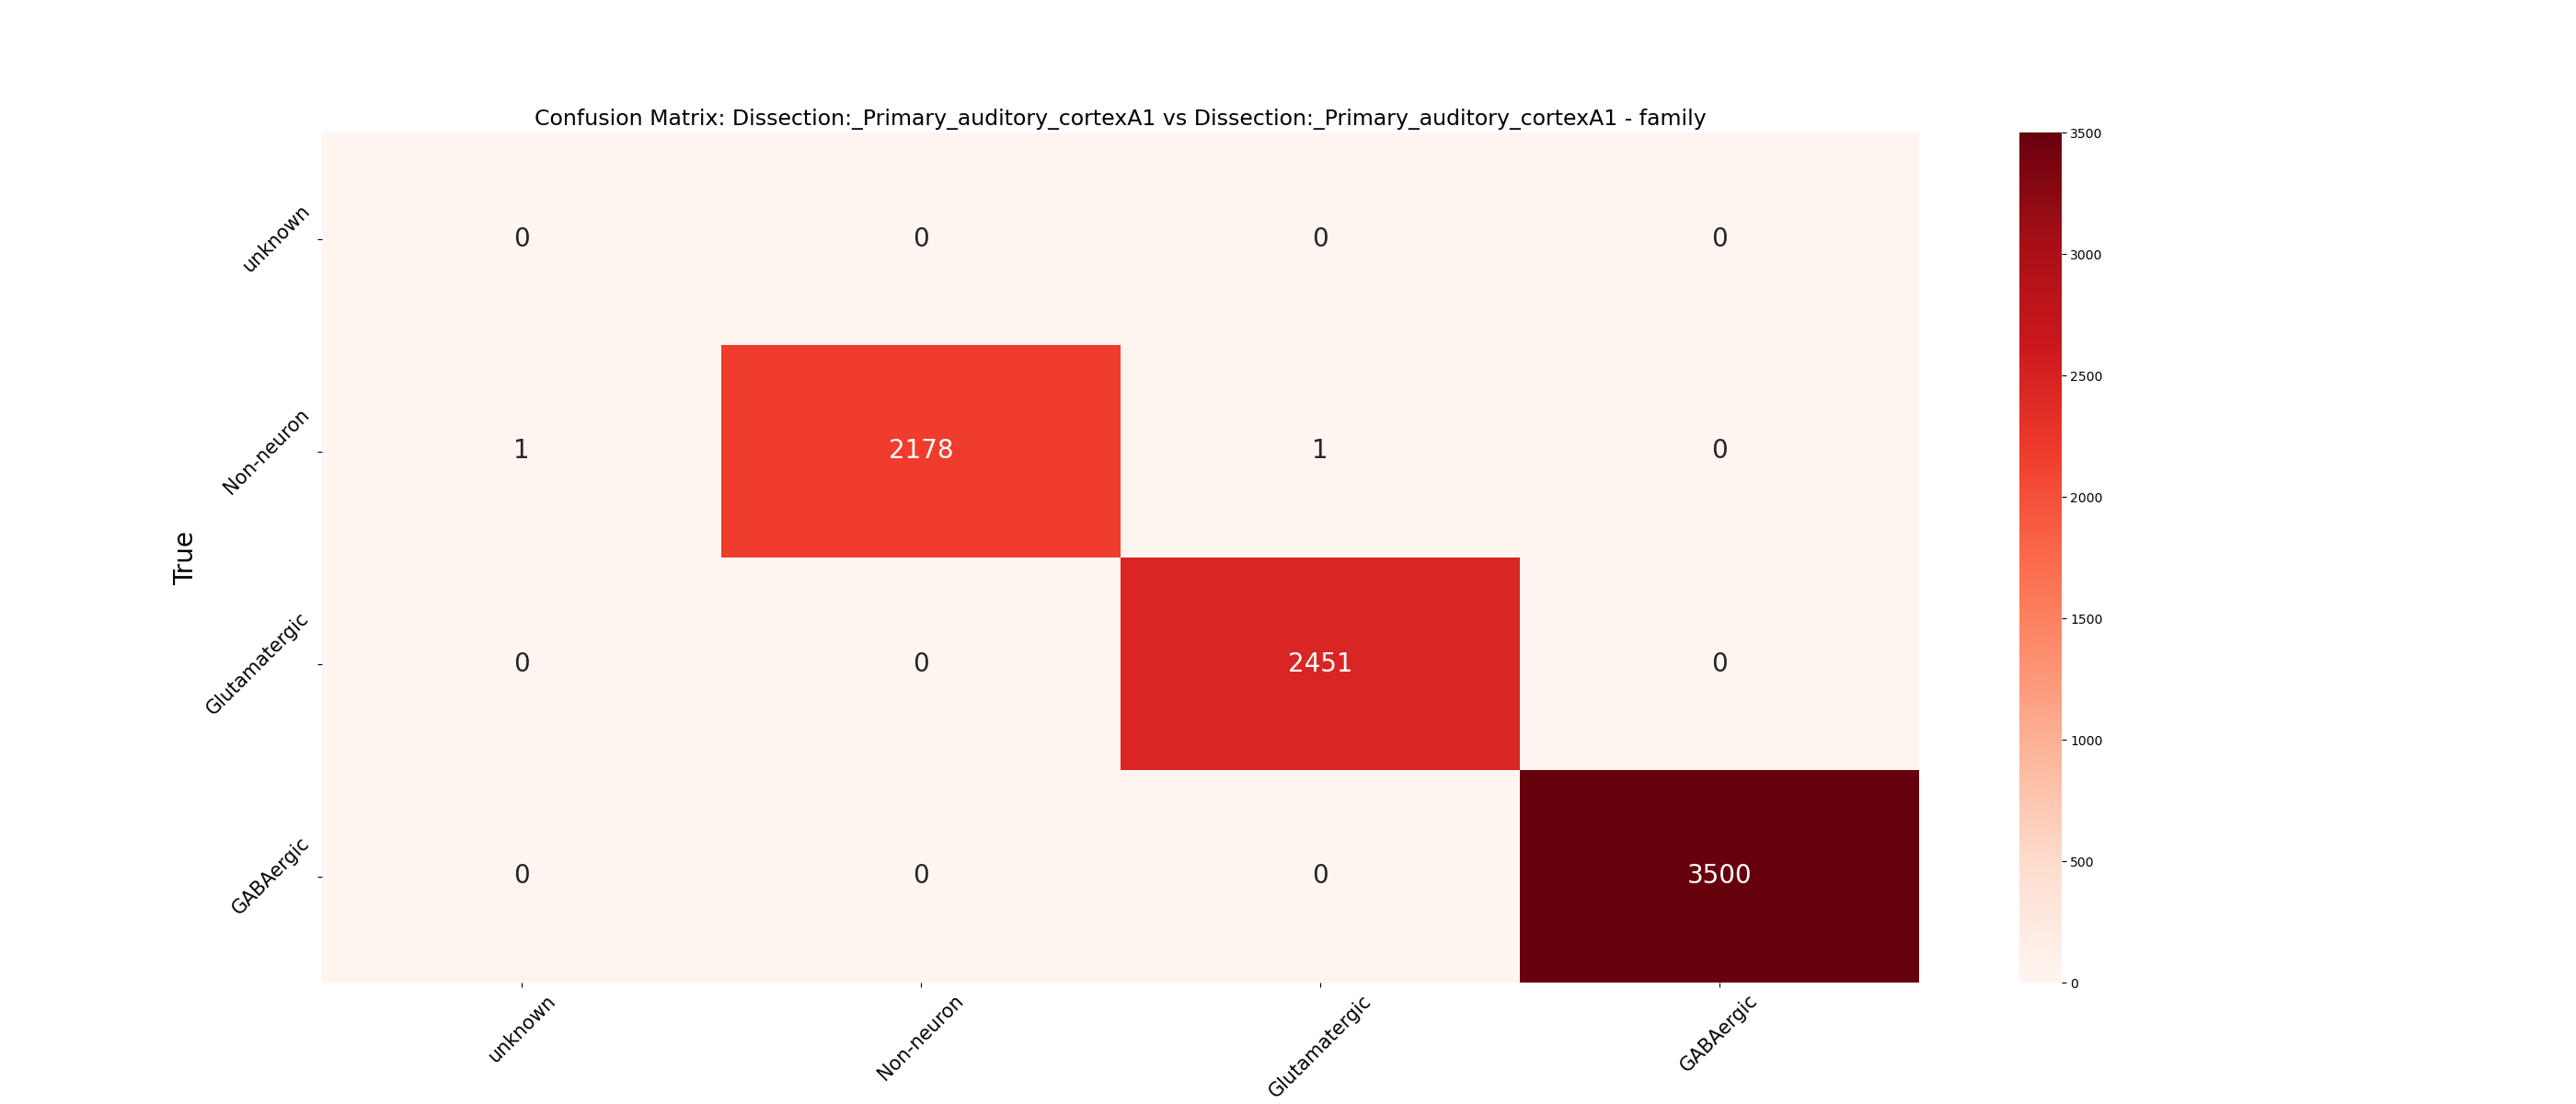 Confusion Matrix: Dissection:_Primary_auditory_cortexA1 vs Dissection:_Primary_auditory_cortexA1 - family
True
unknown 0 0 0 0
Non-neuron 1 2178 1 0
Glutamatergic 0 0 2451 0
GABAergic 0 0 0 3500
unknown Non-neuron Glutamatergic GABAergic
3500
3000
2500
2000
1500
1000
500
0